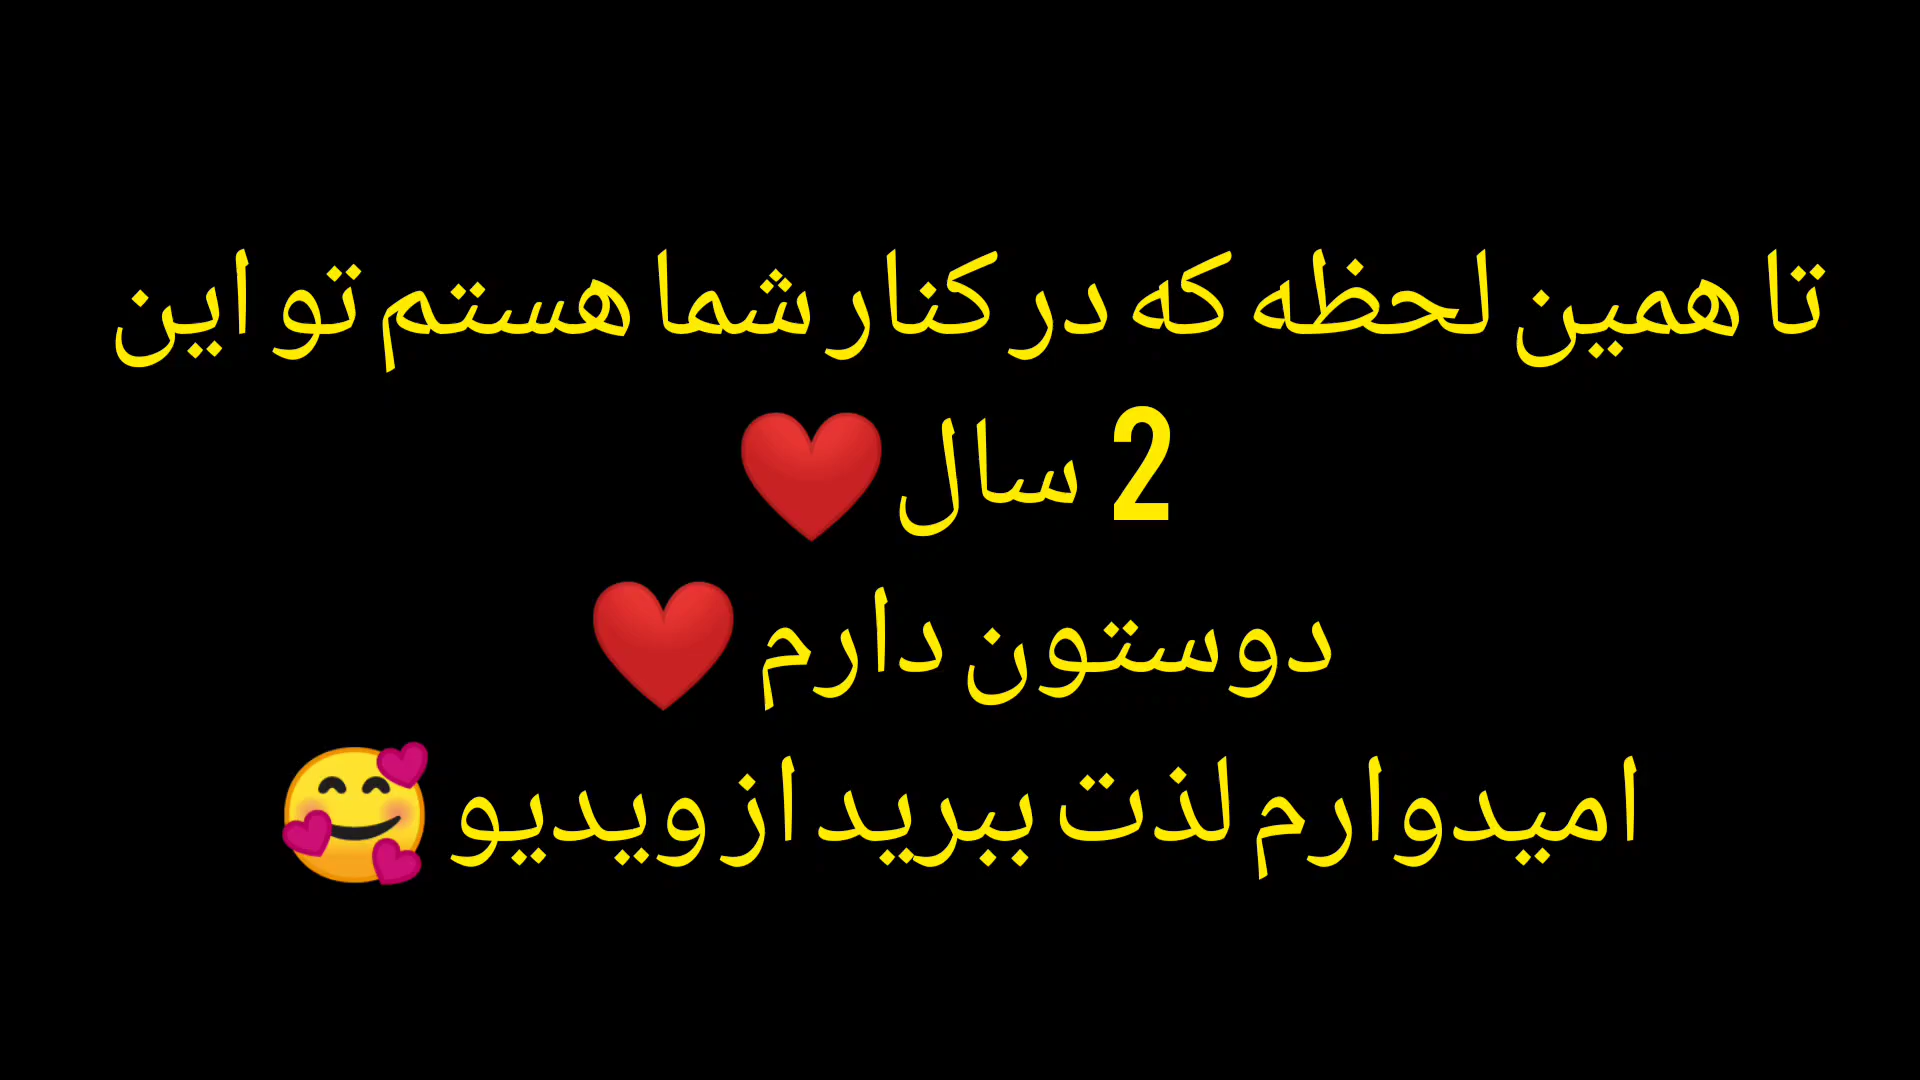 تا همین لحظه که در کنار شما هستم تو این
2 سال ❤️
دوستون دارم ❤️
امیدوارم لذت ببرید از ویدیو 🥰